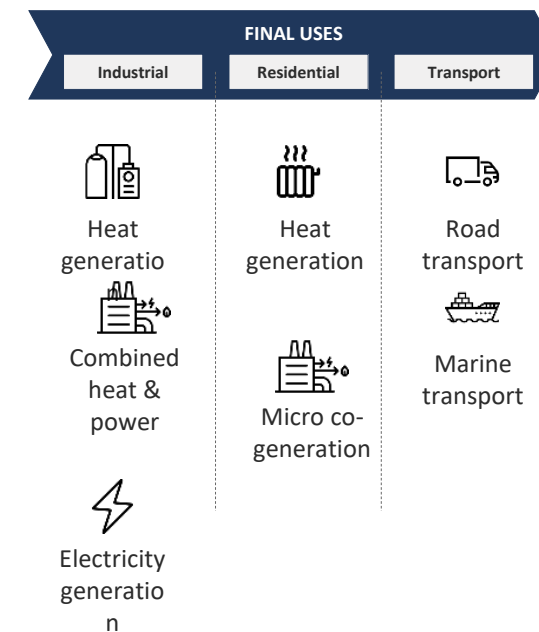 FINAL USES
Industrial
Residential
Transport
Heat
generatio
Combined
heat &
power
Electricity
generatio
n
Heat
generation
Micro co-
generation
Road
transport
Marine
transport